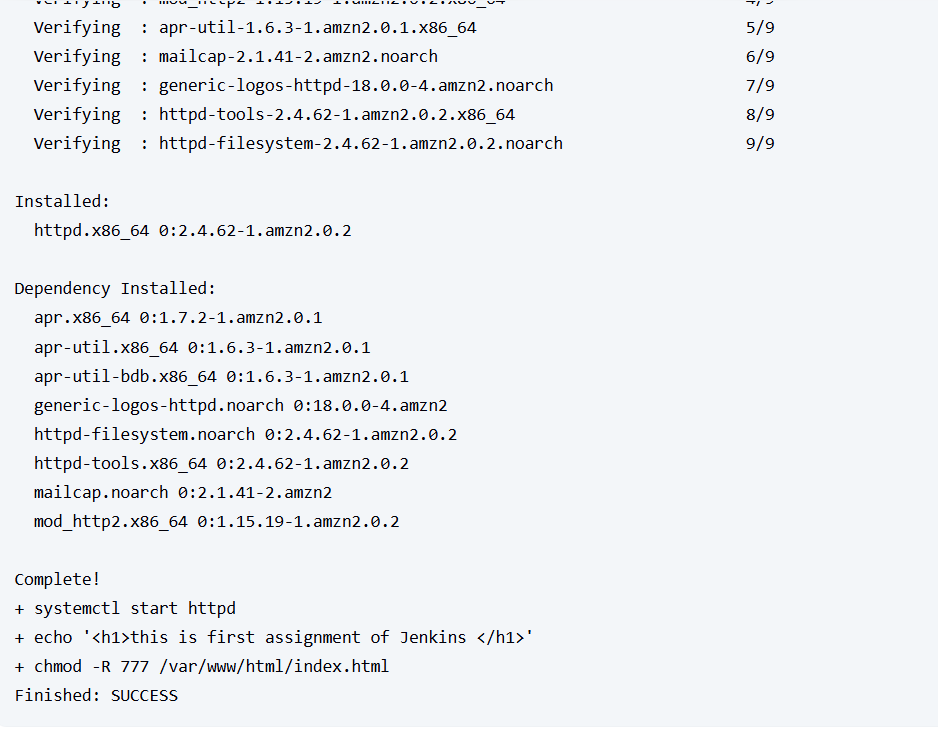 Verifying : mod_http2-1.15.19-1.amzn2.0.2.x86_64 4/9
Verifying : apr-util-1.6.3-1.amzn2.0.1.x86_64 5/9
Verifying : mailcap-2.1.41-2.amzn2.noarch 6/9
Verifying : generic-logos-httpd-18.0.0-4.amzn2.noarch 7/9
Verifying : httpd-tools-2.4.62-1.amzn2.0.2.x86_64 8/9
Verifying : httpd-filesystem-2.4.62-1.amzn2.0.2.noarch 9/9
Installed:
httpd.x86_64 0:2.4.62-1.amzn2.0.2
Dependency Installed:
apr.x86_64 0:1.7.2-1.amzn2.0.1
apr-util.x86_64 0:1.6.3-1.amzn2.0.1
apr-util-bdb.x86_64 0:1.6.3-1.amzn2.0.1
generic-logos-httpd.noarch 0:18.0.0-4.amzn2
httpd-filesystem.noarch 0:2.4.62-1.amzn2.0.2
httpd-tools.x86_64 0:2.4.62-1.amzn2.0.2
mailcap.noarch 0:2.1.41-2.amzn2
mod_http2.x86_64 0:1.15.19-1.amzn2.0.2
Complete!
+ systemctl start httpd
+ echo '<h1>this is first assignment of Jenkins </h1>'
+ chmod -R 777 /var/www/html/index.html
Finished: SUCCESS